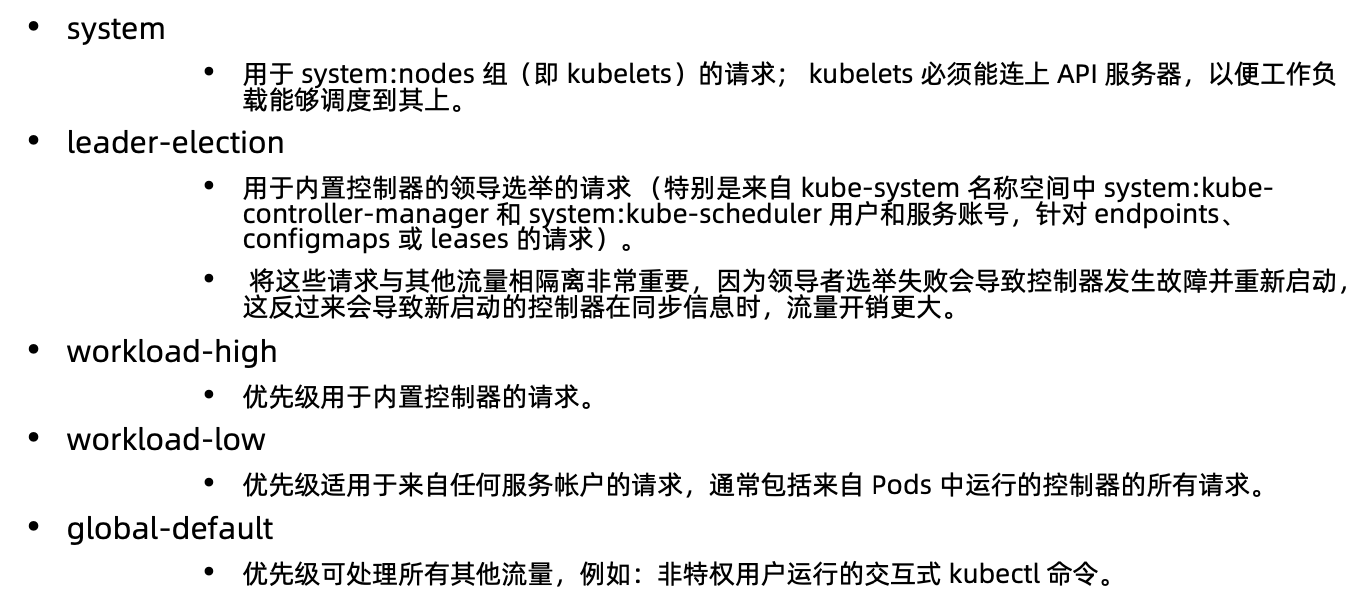 • system
• 用于 system:nodes 组（即 kubelets）的请求； kubelets 必须能连上 API 服务器，以便工作负
载能够调度到其上。
• leader-election
• 用于内置控制器的领导选举的请求 （特别是来自 kube-system 名称空间中 system:kube-
controller-manager 和 system:kube-scheduler 用户和服务账号，针对 endpoints、
configmaps 或 leases 的请求）。
• 将这些请求与其他流量相隔离非常重要，因为领导者选举失败会导致控制器发生故障并重新启动，
这反过来会导致新启动的控制器在同步信息时，流量开销更大。
• workload-high
• 优先级用于内置控制器的请求。
• workload-low
• 优先级适用于来自任何服务帐户的请求，通常包括来自 Pods 中运行的控制器的所有请求。
• global-default
• 优先级可处理所有其他流量，例如：非特权用户运行的交互式 kubectl 命令。